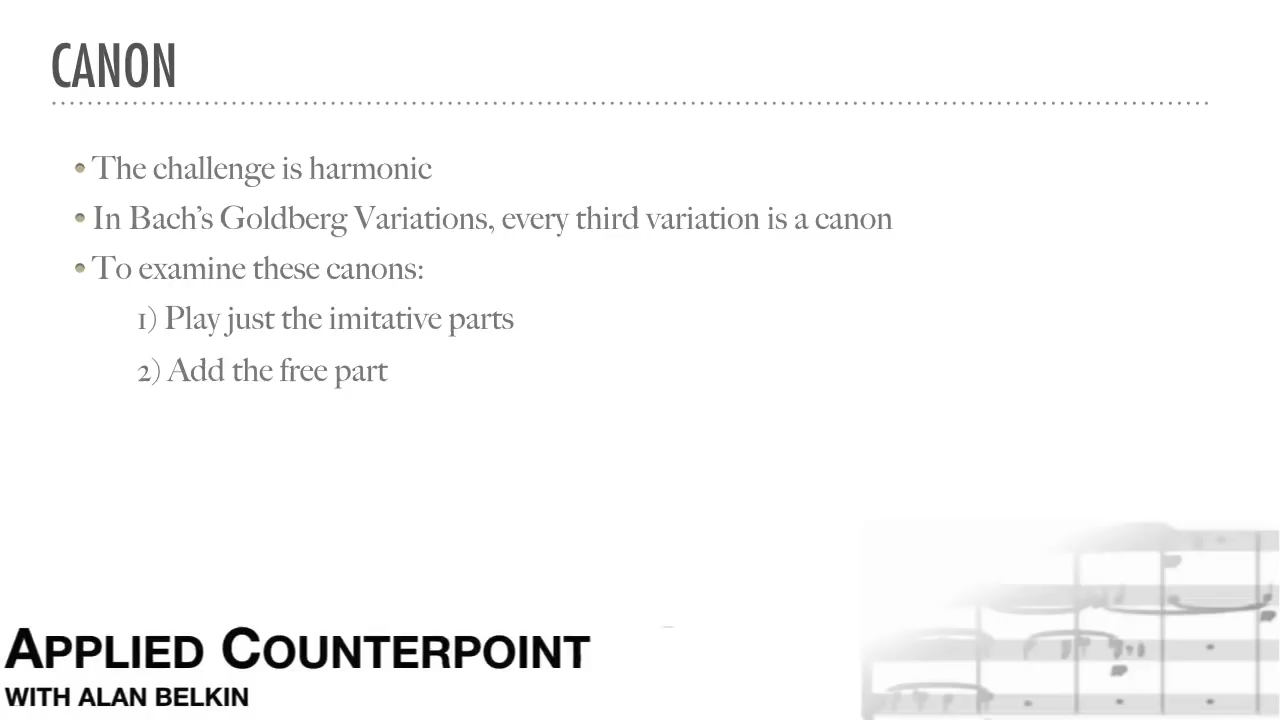 CANON
• The challenge is harmonic
• In Bach’s Goldberg Variations, every third variation is a canon
• To examine these canons:
1) Play just the imitative parts
2) Add the free part
APPLIED COUNTERPOINT
WITH ALAN BELKIN